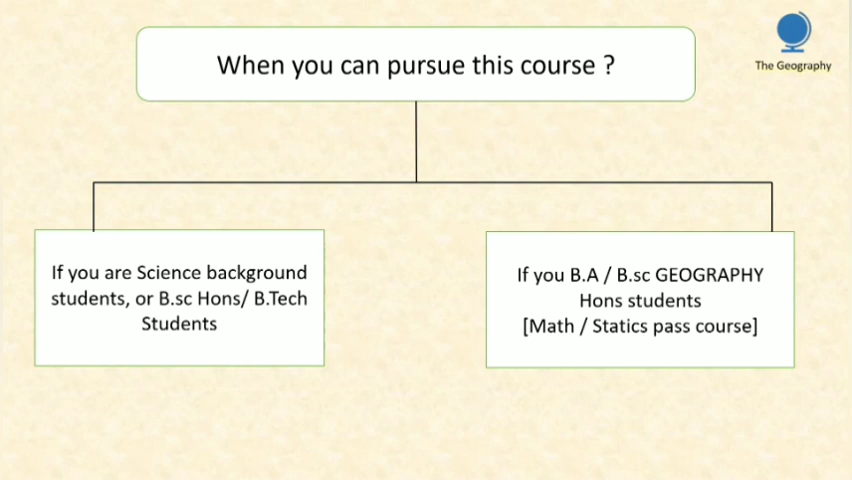 When you can pursue this course ?
The Geography
If you are Science background
students, or B.sc Hons/ B.Tech
Students
If you B.A / B.sc GEOGRAPHY
Hons students
[Math / Statics pass course]